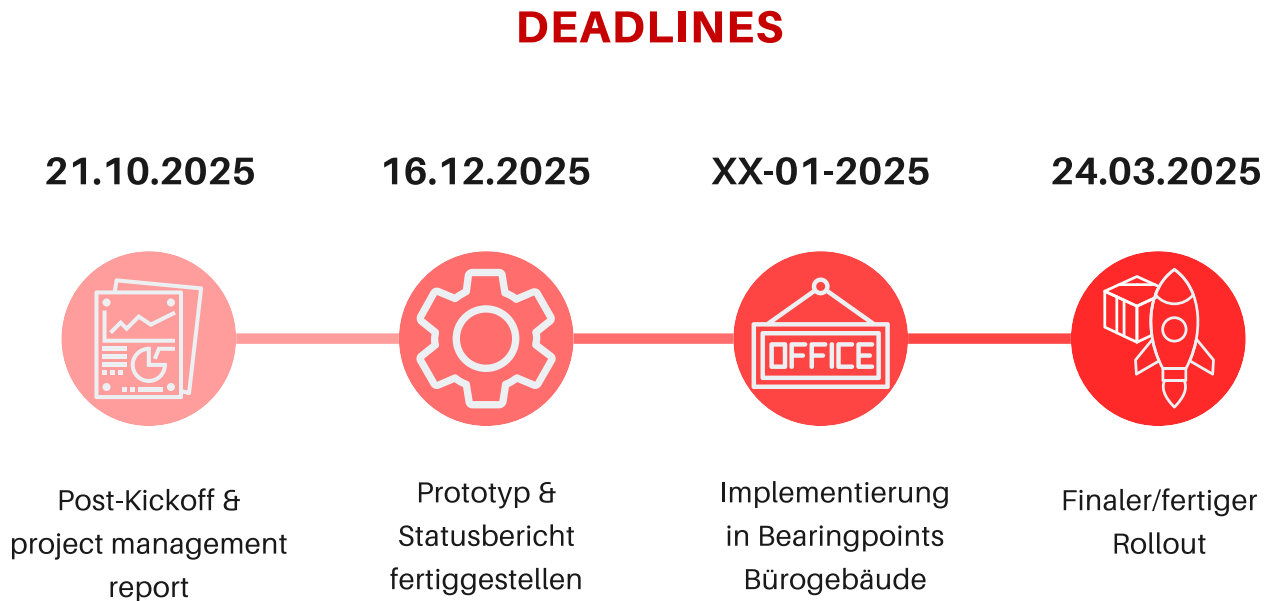 DEADLINES
21.10.2025
16.12.2025
XX-01-2025
24.03.2025
OFFICE
Post-Kickoff &
project management
report
Prototyp &
Statusbericht
fertiggestellen
Implementierung
in Bearingpoints
Bürogebäude
Finaler/fertiger
Rollout